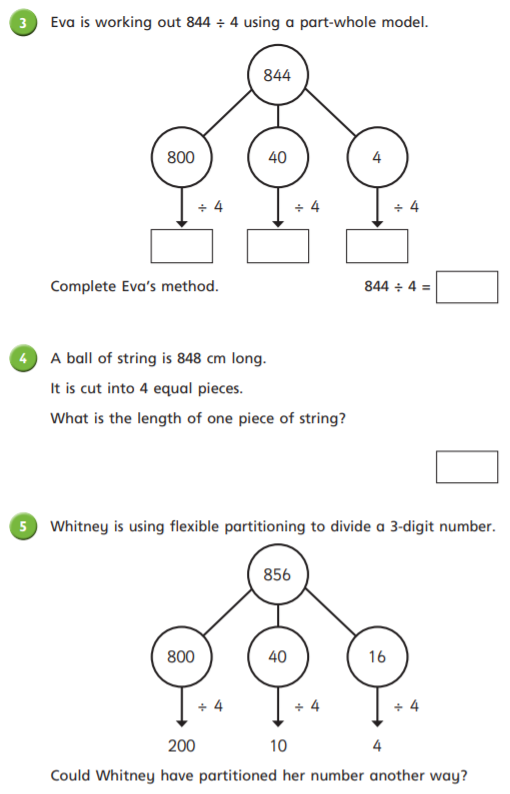 3 Eva is working out 844 ÷ 4 using a part-whole model.
844
800 40 4
÷ 4 ÷ 4 ÷ 4
Complete Eva's method. 844 ÷ 4 =
4 A ball of string is 848 cm long.
It is cut into 4 equal pieces.
What is the length of one piece of string?
5 Whitney is using flexible partitioning to divide a 3-digit number.
856
800 40 16
÷ 4 ÷ 4 ÷ 4
200 10 4
Could Whitney have partitioned her number another way?